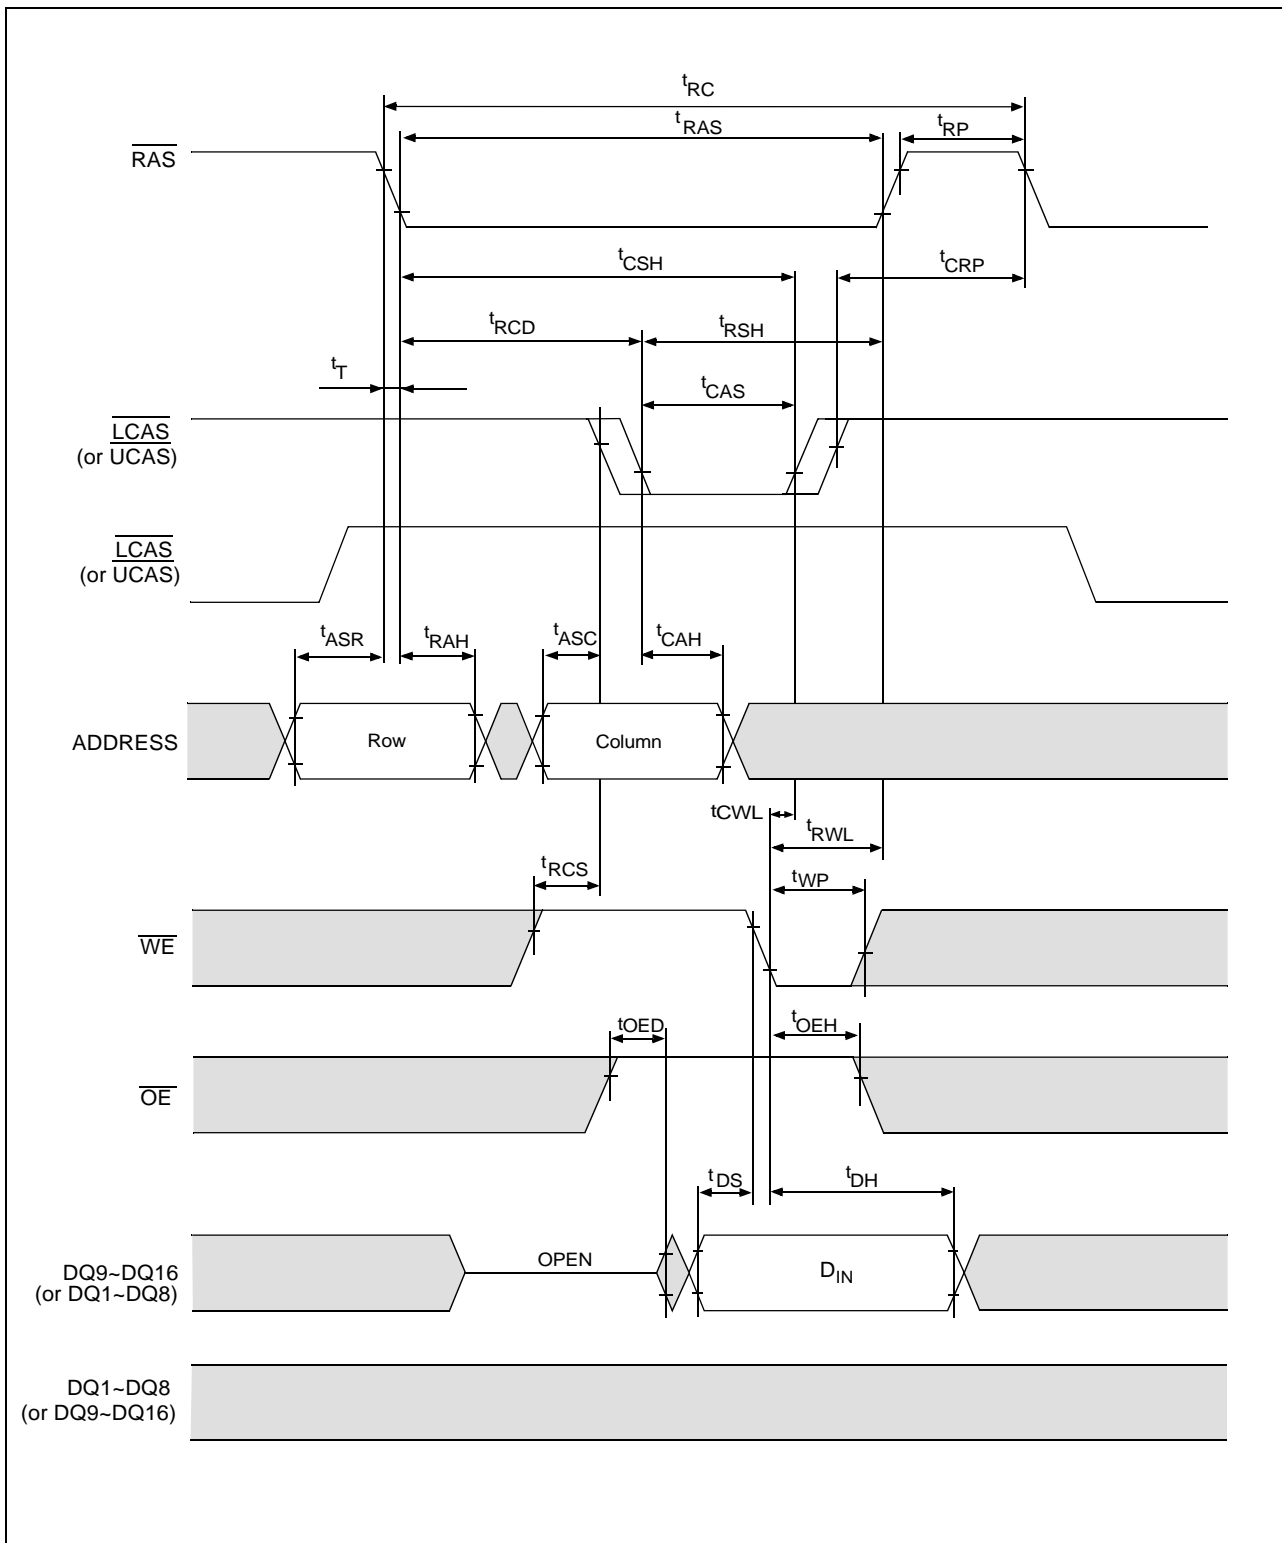 tRC
tRAS
tRP
RAS
tCSH
tCRP
tRCD
tRSH
tT
tCAS
LCAS
(or UCAS)
LCAS
(or UCAS)
tASR
tRAH
tASC
tCAH
ADDRESS
Row
Column
tCWL
tRWL
tRCS
tWP
WE
tOED
tOEH
OE
tDS
tDH
DQ9~DQ16
(or DQ1~DQ8)
OPEN
DIN
DQ1~DQ8
(or DQ9~DQ16)